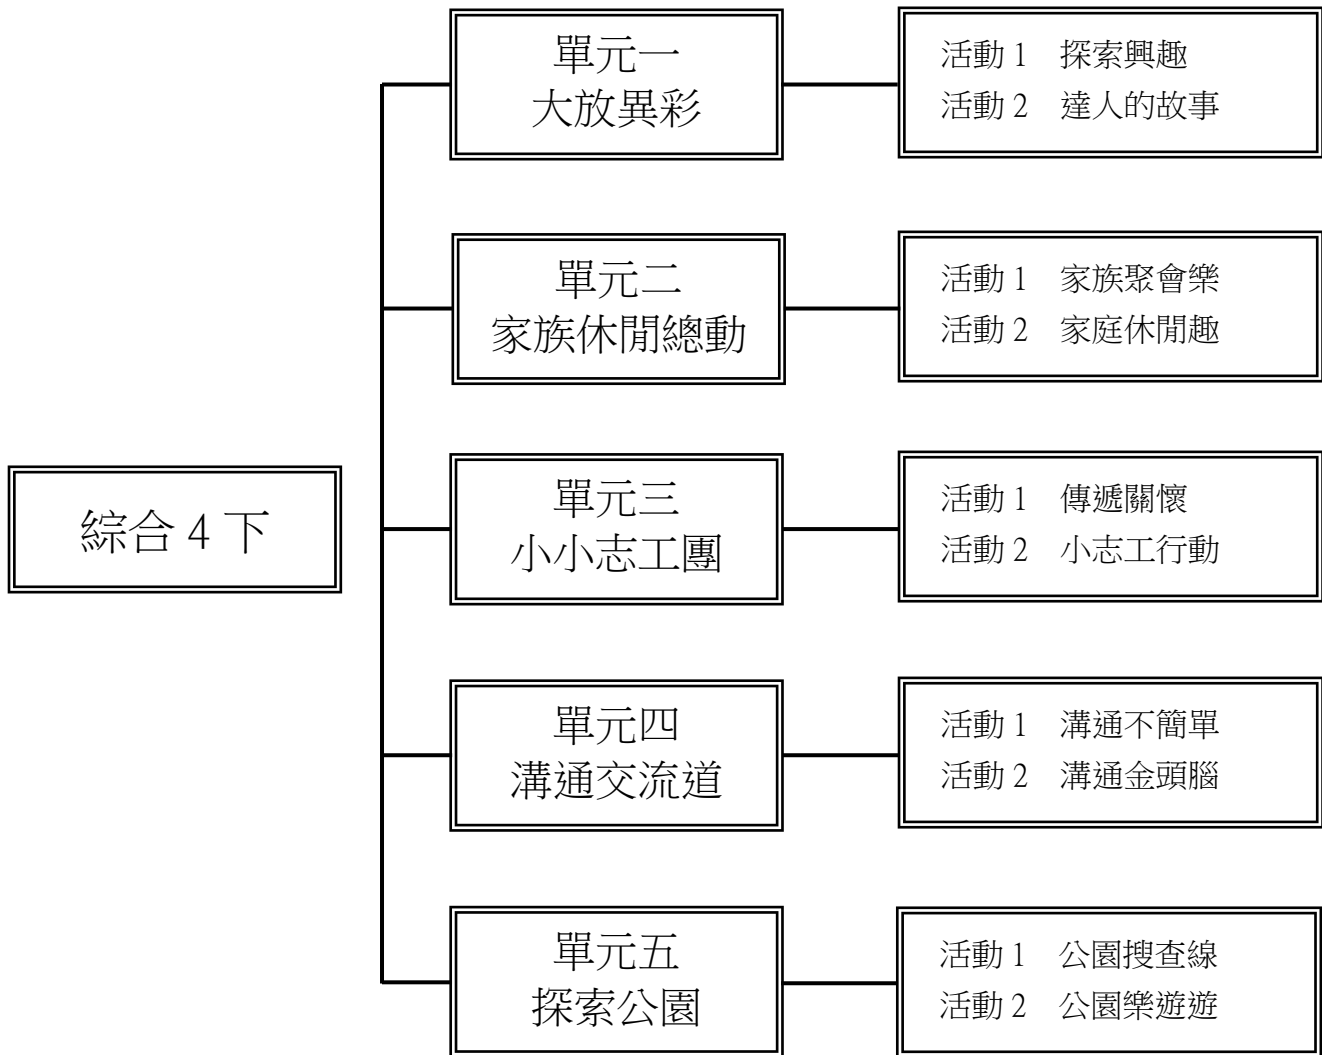 單元一
大放異彩
活動 1　探索興趣
活動 2　達人的故事
單元二
家族休閒總動
活動 1　家族聚會樂
活動 2　家庭休閒趣
綜合 4 下
單元三
小小志工團
活動 1　傳遞關懷
活動 2　小志工行動
單元四
溝通交流道
活動 1　溝通不簡單
活動 2　溝通金頭腦
單元五
探索公園
活動 1　公園搜查線
活動 2　公園樂遊遊